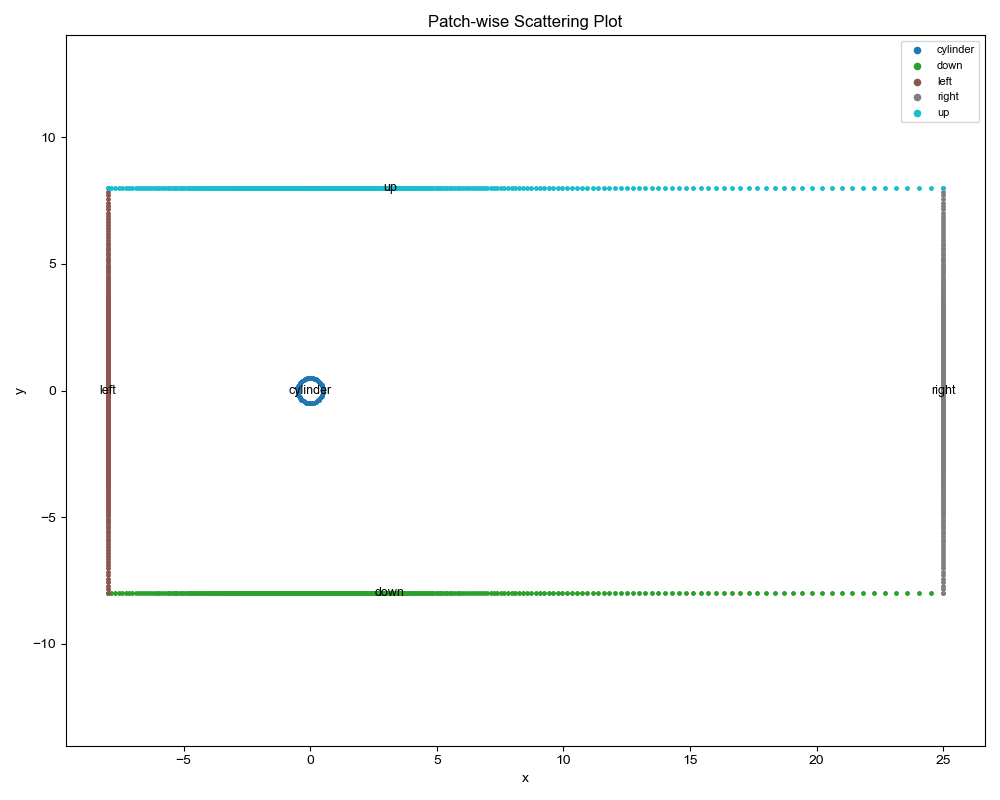 Patch-wise Scattering Plot
cylinder
down
left
right
up
10
5
0
−5
−10
y
up
left
cylinder
right
down
−5
0
5
10
15
20
25
x